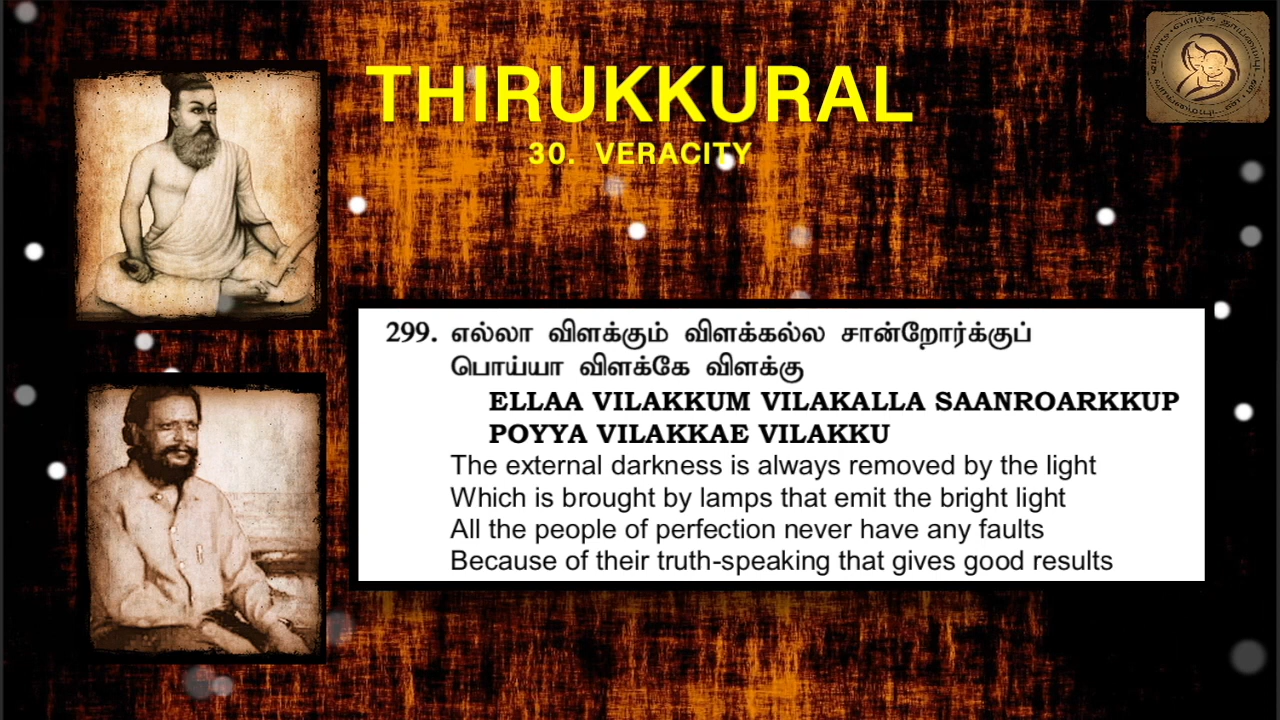 THIRUKKURAL
30. VERACITY
299. எல்லா விளக்கும் விளக்கல்ல சான்றோர்க்குப்
பொய்யா விளக்கே விளக்கு
ELLAA VILAKKUM VILAKALLA SAANROARKKUP
POYYA VILAKKAE VILAKKU
The external darkness is always removed by the light
Which is brought by lamps that emit the bright light
All the people of perfection never have any faults
Because of their truth-speaking that gives good results